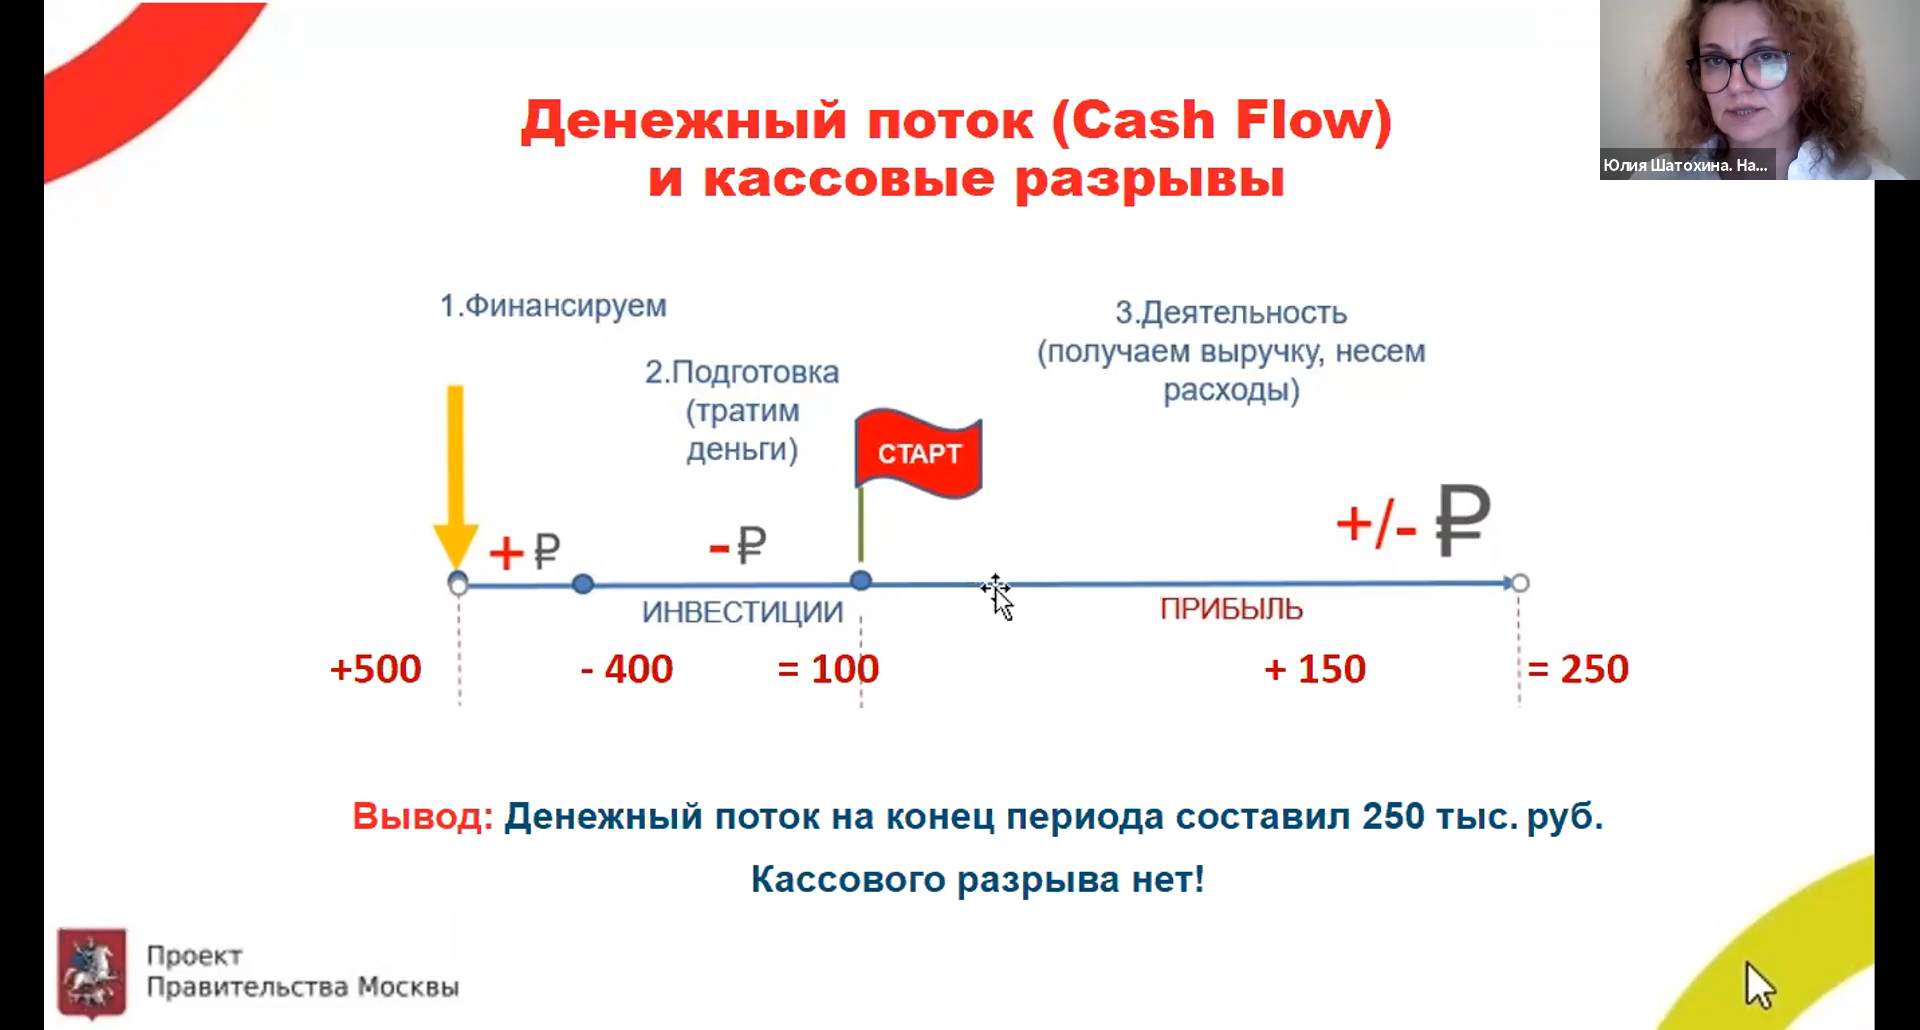 Денежный поток (Cash Flow)
и кассовые разрывы
Юлия Шатохина. На...
1.Финансируем
2.Подготовка
(тратим
деньги)
3.Деятельность
(получаем выручку, несем
расходы)
СТАРТ
+ ₽
-₽
+/- ₽
ИНВЕСТИЦИИ
ПРИБЫЛЬ
+500
- 400
= 100
+ 150
= 250
Вывод: Денежный поток на конец периода составил 250 тыс. руб.
Кассового разрыва нет!
Проект
Правительства Москвы